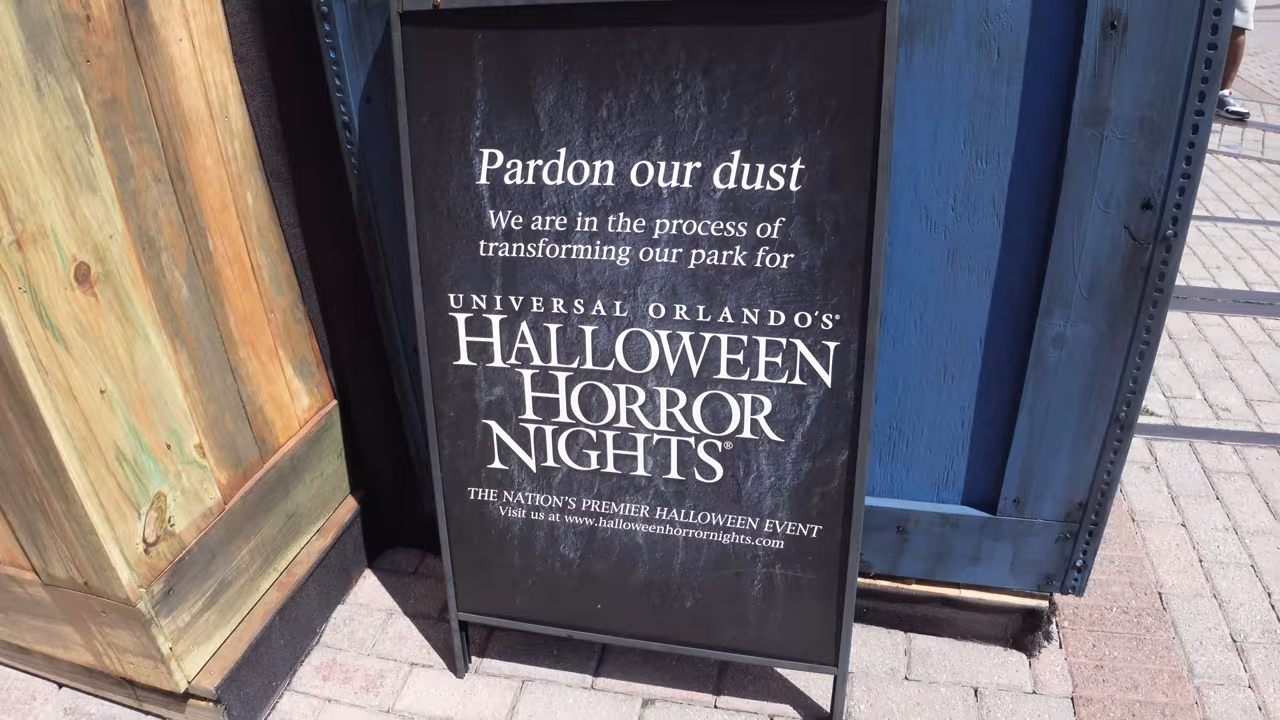 Pardon our dust
We are in the process of
transforming our park for
UNIVERSAL ORLANDO'S®
HALLOWEEN
HORROR
NIGHTS®
THE NATION'S PREMIER HALLOWEEN EVENT
Visit us at www.halloweenhorrornights.com